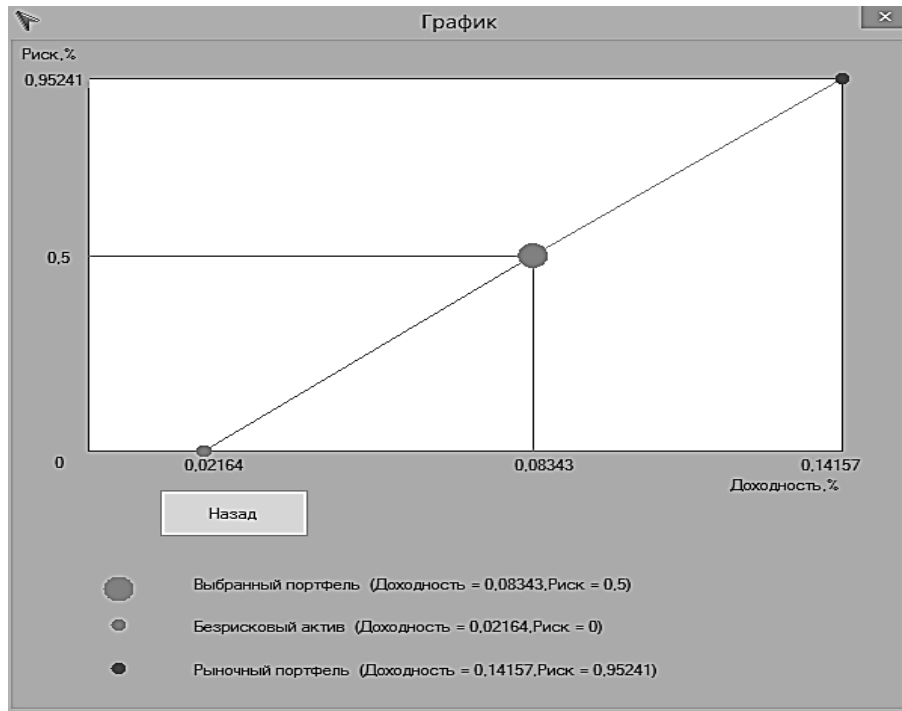 График
Риск,%
0,95241
0,5
0
0,02164
0,08343
0,14157
Доходность,%
Назад
Выбранный портфель (Доходность = 0,08343,Риск = 0,5)
Безрисковый актив (Доходность = 0,02164,Риск = 0)
Рыночный портфель (Доходность = 0,14157,Риск = 0,95241)